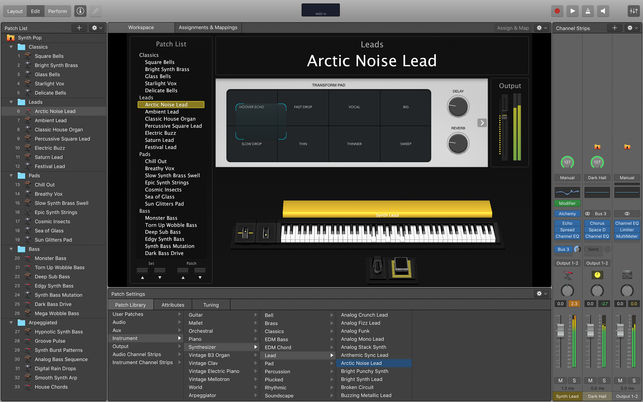 Layout Edit Perform
Patch List
Workspace
Assignments & Mappings
Assign & Map
Channel Strips
Synth Pop
Classics
1 Square Bells
2 Bright Synth Brass
3 Glass Bells
4 Starlight Vox
5 Delicate Bells
Leads
6 Arctic Noise Lead
7 Ambient Lead
8 Classic House Organ
9 Percussive Square Lead
10 Electric Buzz
11 Saturn Lead
12 Festival Lead
Pads
13 Chill Out
14 Breathy Vox
15 Slow Synth Brass Swell
16 Epic Synth Strings
17 Cosmic Insects
18 Sea of Glass
19 Sun Glitters Pad
Bass
20 Monster Bass
21 Torn Up Wobble Bass
22 Deep Sub Bass
23 Edgy Synth Bass
24 Synth Bass Mutation
25 Dark Bass Drive
26 Mega Wobble Bass
Arpeggiated
27 Hypnotic Synth Bass
28 Groove Pulse
29 Synth Burst Patterns
30 Analog Bass Sequence
31 Digital Rain Drops
32 Smooth Synth Arp
33 House Chords
Patch List
Classics
Square Bells
Bright Synth Brass
Glass Bells
Starlight Vox
Delicate Bells
Leads
Arctic Noise Lead
Ambient Lead
Classic House Organ
Percussive Square Lead
Electric Buzz
Saturn Lead
Festival Lead
Pads
Chill Out
Breathy Vox
Slow Synth Brass Swell
Epic Synth Strings
Cosmic Insects
Sea of Glass
Sun Glitters Pad
Bass
Monster Bass
Torn Up Wobble Bass
Deep Sub Bass
Edgy Synth Bass
Synth Bass Mutation
Dark Bass Drive
Set Patch
Leads
Arctic Noise Lead
TRANSFORM PAD
HOOVER ECHO FAST DROP VOCAL BIG
SLOW DROP THIN THINNER SWEEP
DELAY
REVERB
Output
Synth Lead
Patch Settings
Patch Library Attributes Tuning
User Patches
Audio
Aux
Instrument
Output
Audio Channel Strips
Instrument Channel Strips
Guitar
Mallet
Orchestral
Piano
Synthesizer
Vintage B3 Organ
Vintage Clav
Vintage Electric Piano
Vintage Mellotron
World
Arpeggiator
Bell
Brass
Classics
EDM Bass
EDM Chord
Lead
Pad
Percussion
Plucked
Rhythmic
Soundscape
Analog Crunch Lead
Analog Fizz Lead
Analog Funk
Analog Mono Lead
Analog Stack Synth
Anthemic Sync Lead
Arctic Noise Lead
Bright Punchy Synth
Bright Synth Lead
Broken Circuit
Buzzing Metallic Lead
Manual Dark Hall Manual
Modifier
Alchemy Bus 3
Echo Chorus Limiter
Spread Space D MultiMeter
Channel EQ Channel EQ
Bus 3
Output 1-2 Output 1-2
M S M S M
Synth Lead Dark Hall Output 1-2